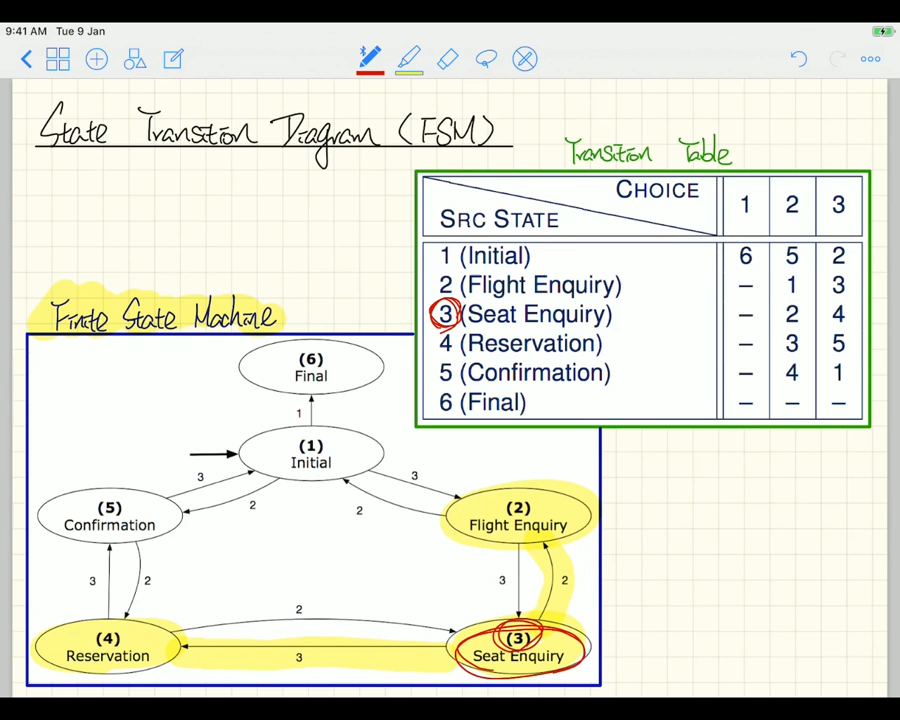 9:41 AM Tue 9 Jan
State Transition Diagram (FSM)
Transition Table
CHOICE
SRC STATE
1 2 3
1 (Initial) 6 5 2
2 (Flight Enquiry) – 1 3
3 (Seat Enquiry) – 2 4
4 (Reservation) – 3 5
5 (Confirmation) – 4 1
6 (Final) – – –
Finite State Machine
(6)
Final
1
(1)
Initial
3
3
2
2
(5)
Confirmation
(2)
Flight Enquiry
3
2
3
2
2
(4)
Reservation
3
(3)
Seat Enquiry